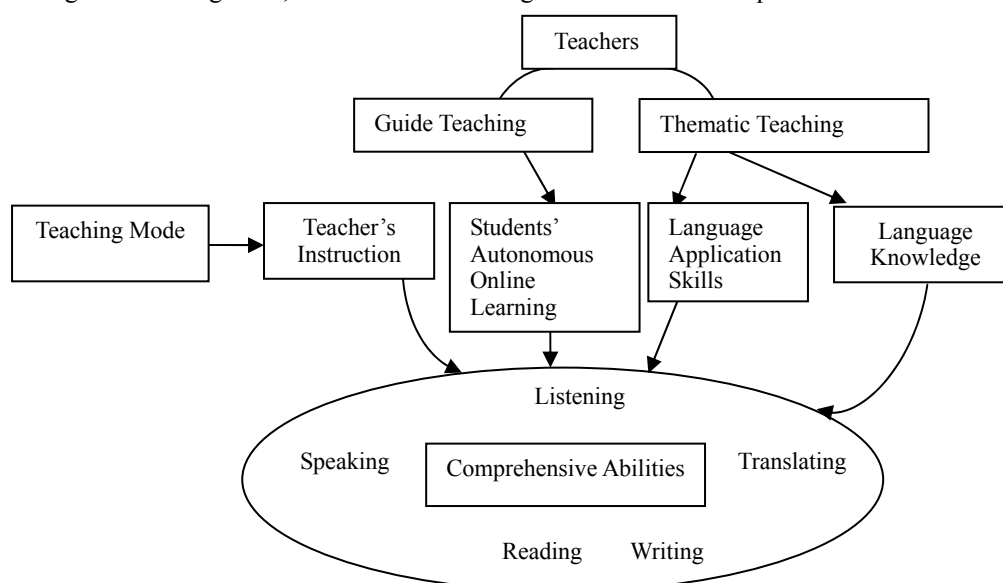 Teachers
Guide Teaching
Thematic Teaching
Teaching Mode
Teacher’s
Instruction
Students’
Autonomous
Online
Learning
Language
Application
Skills
Language
Knowledge
Listening
Speaking
Comprehensive Abilities
Translating
Reading
Writing